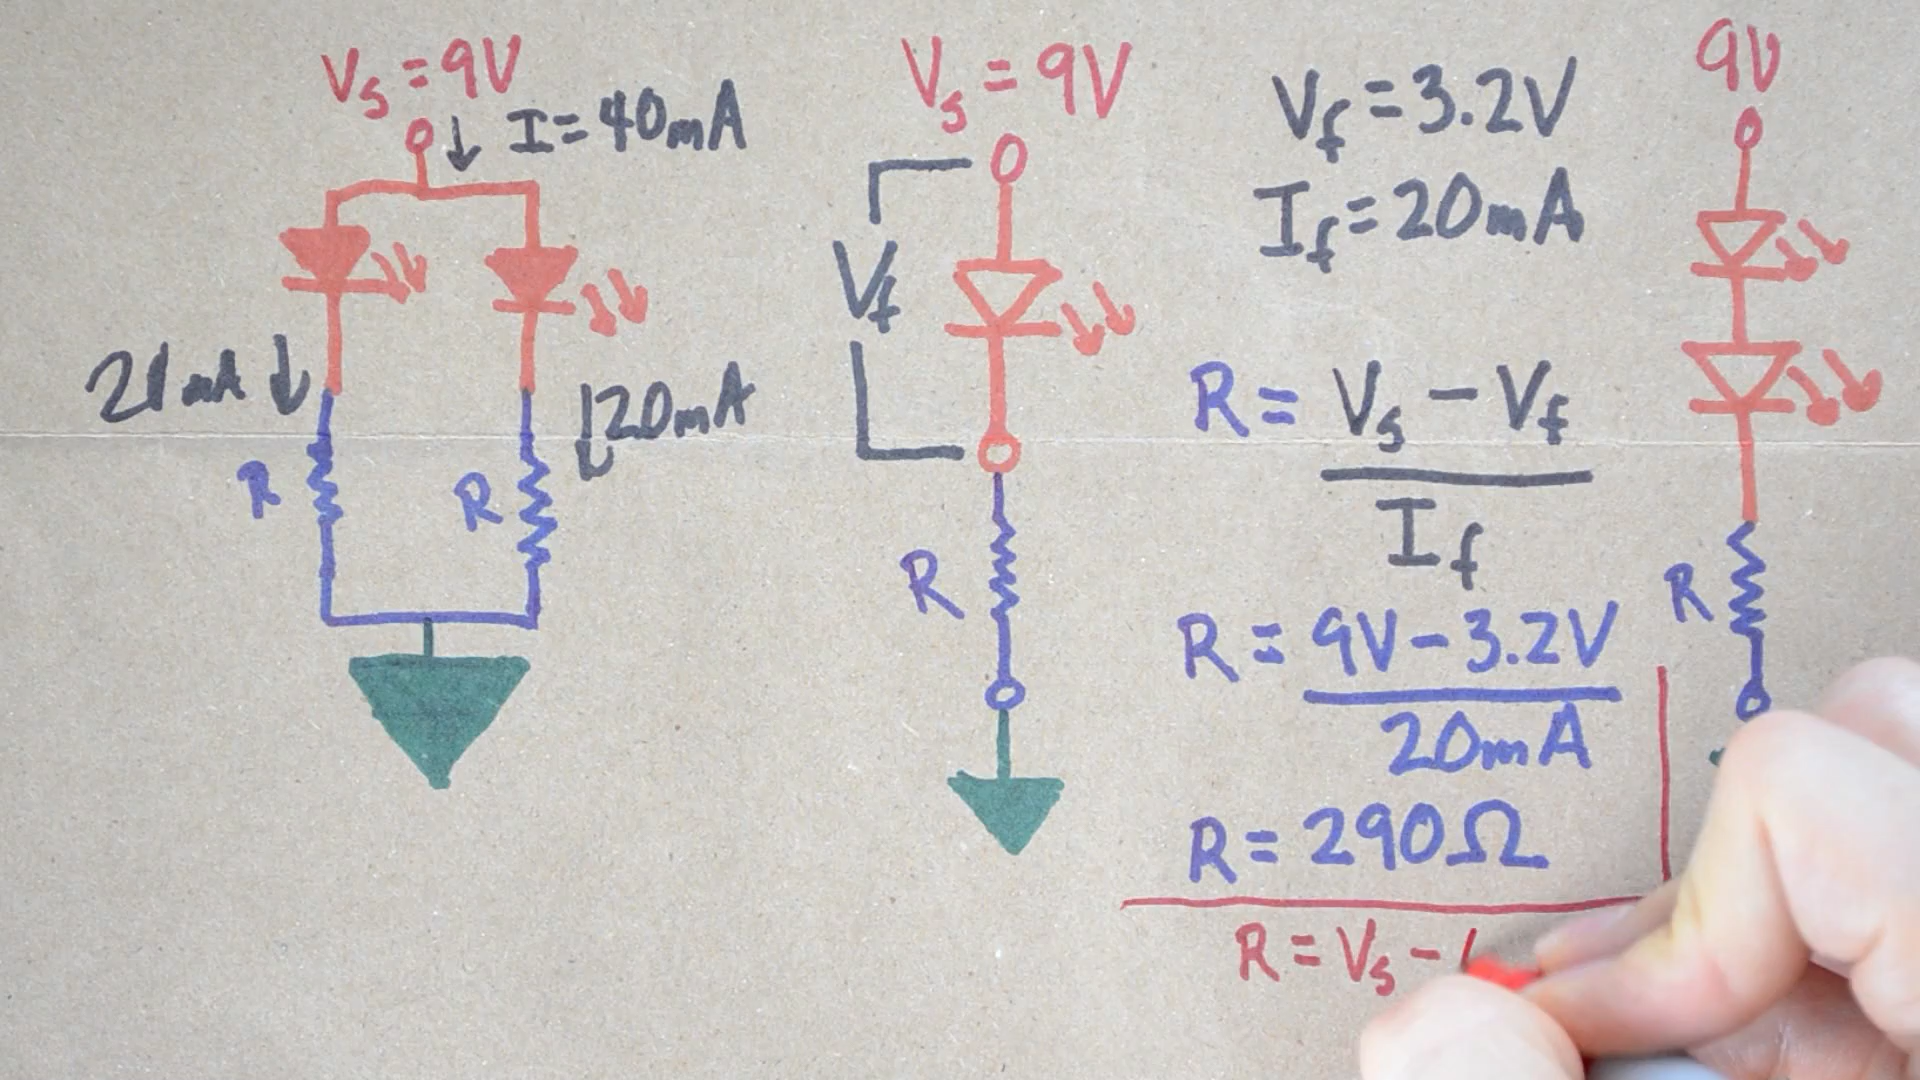 Vs = 9V
I = 40mA
21mA
20mA
R
R
Vs = 9V
Vf
R
Vf = 3.2V
If = 20mA
R = Vs - Vf
If
R = 9V - 3.2V
20mA
R = 290Ω
R = Vs -
9V
R